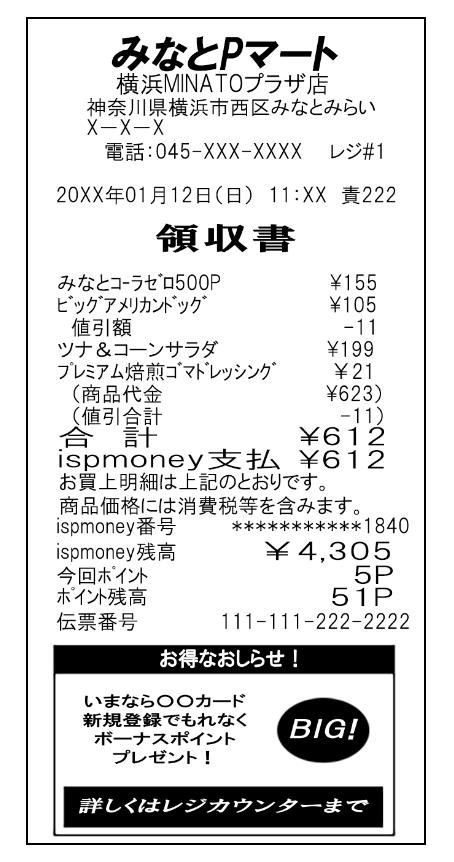 みなとPマート
横浜MINATOプラザ店
神奈川県横浜市西区みなとみらい
X－X－X
電話:045-XXX-XXXX レジ#1
20XX年01月12日(日) 11:XX 責222
領収書
みなとコーラゼロ500P ¥155
ビッグアメリカンドッグ ¥105
値引額 -11
ツナ＆コーンサラダ ¥199
プレミアム焙煎ゴマドレッシング ¥21
(商品代金 ¥623)
(値引合計 -11)
合計 ¥612
ispmoney支払 ¥612
お買上明細は上記のとおりです。
商品価格には消費税等を含みます。
ispmoney番号 ***********1840
ispmoney残高 ¥4,305
今回ポイント 5P
ポイント残高 51P
伝票番号 111-111-222-2222
お得なおしらせ！
いまなら〇〇カード
新規登録でもれなく
ボーナスポイント
プレゼント！
BIG!
詳しくはレジカウンターまで